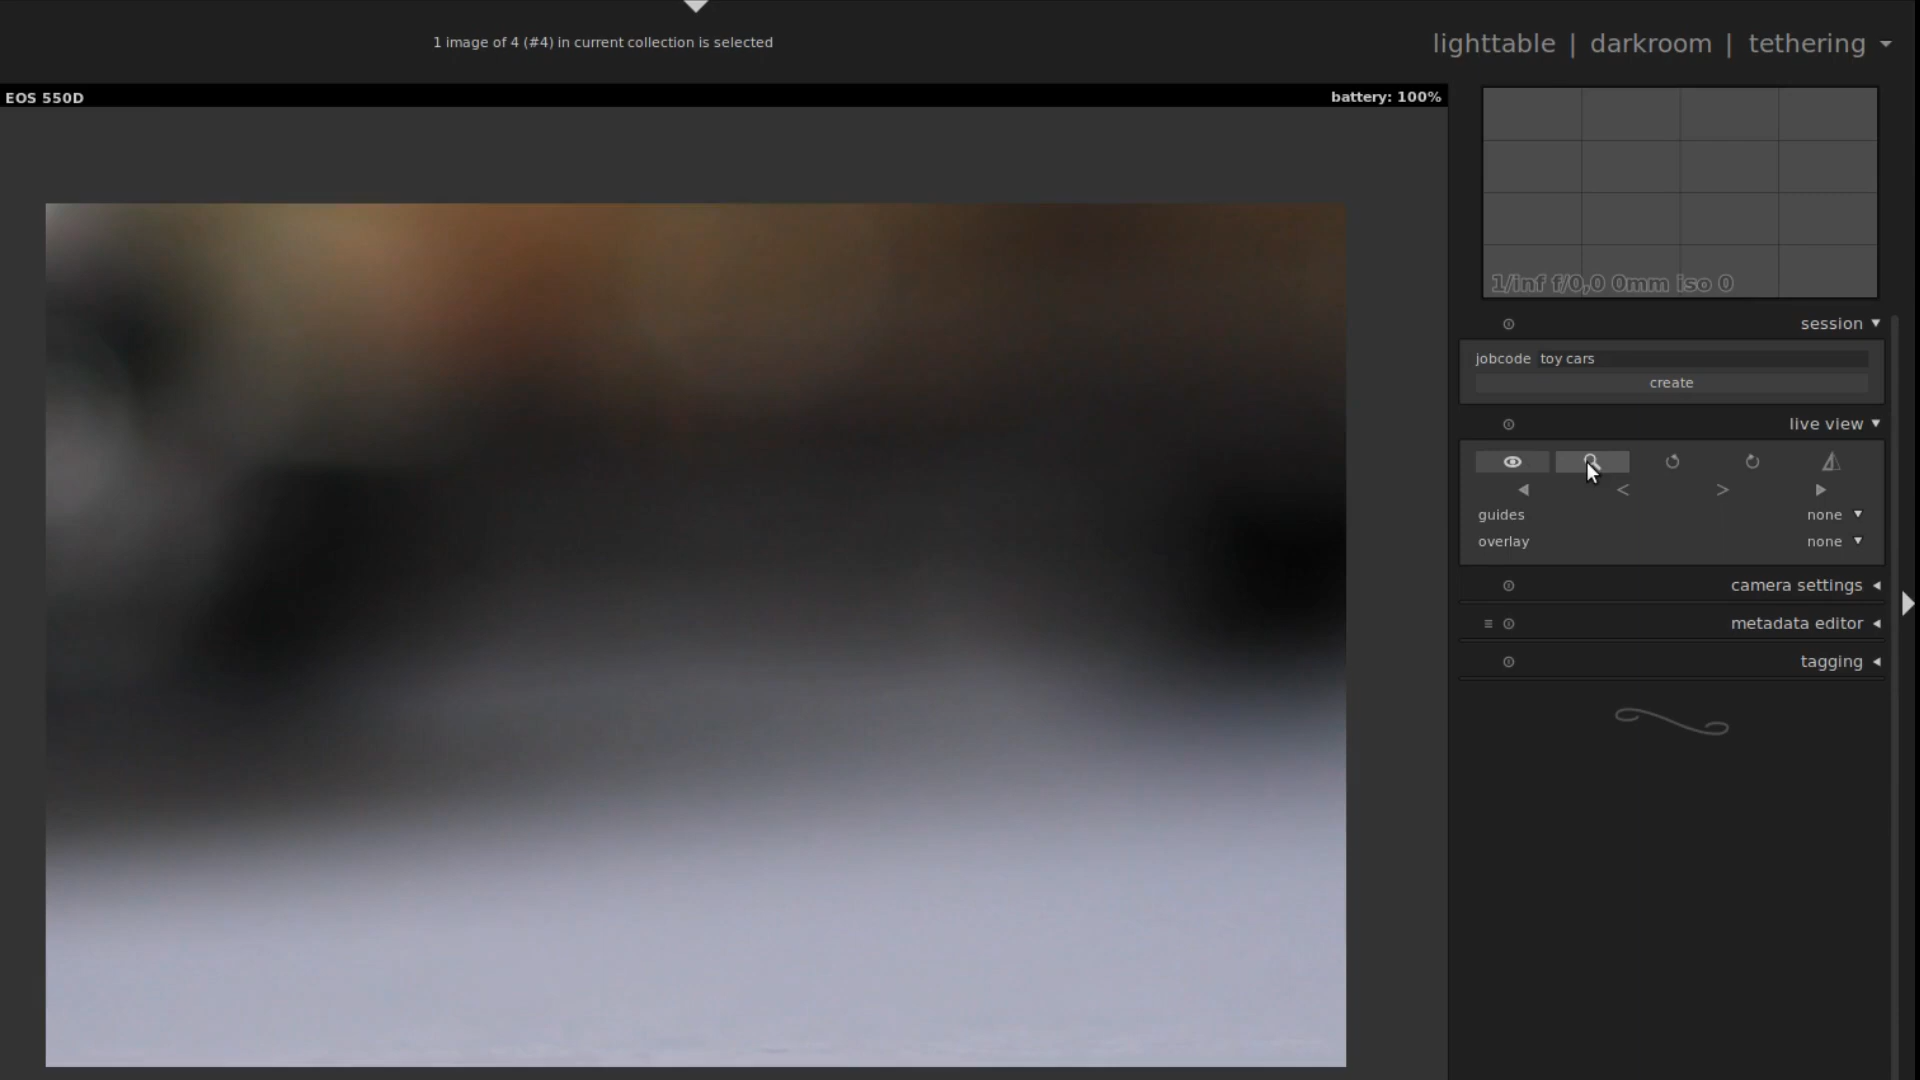 1 image of 4 (#4) in current collection is selected
lighttable | darkroom | tethering
EOS 550D
battery: 100%
1/inf f/0,0 0mm iso 0
session
jobcode toy cars
create
live view
guides none
overlay none
camera settings
metadata editor
tagging